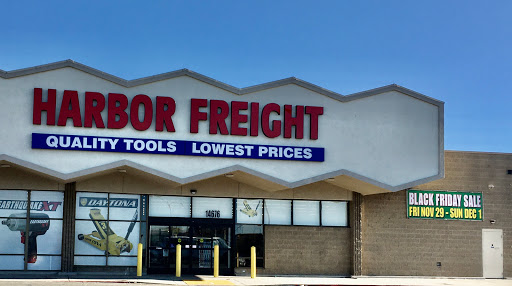 HARBOR FREIGHT
QUALITY TOOLS LOWEST PRICES
BLACK FRIDAY SALE
FRI NOV 29 - SUN DEC 1
EARTHQUAKE XT
DAYTONA
14676